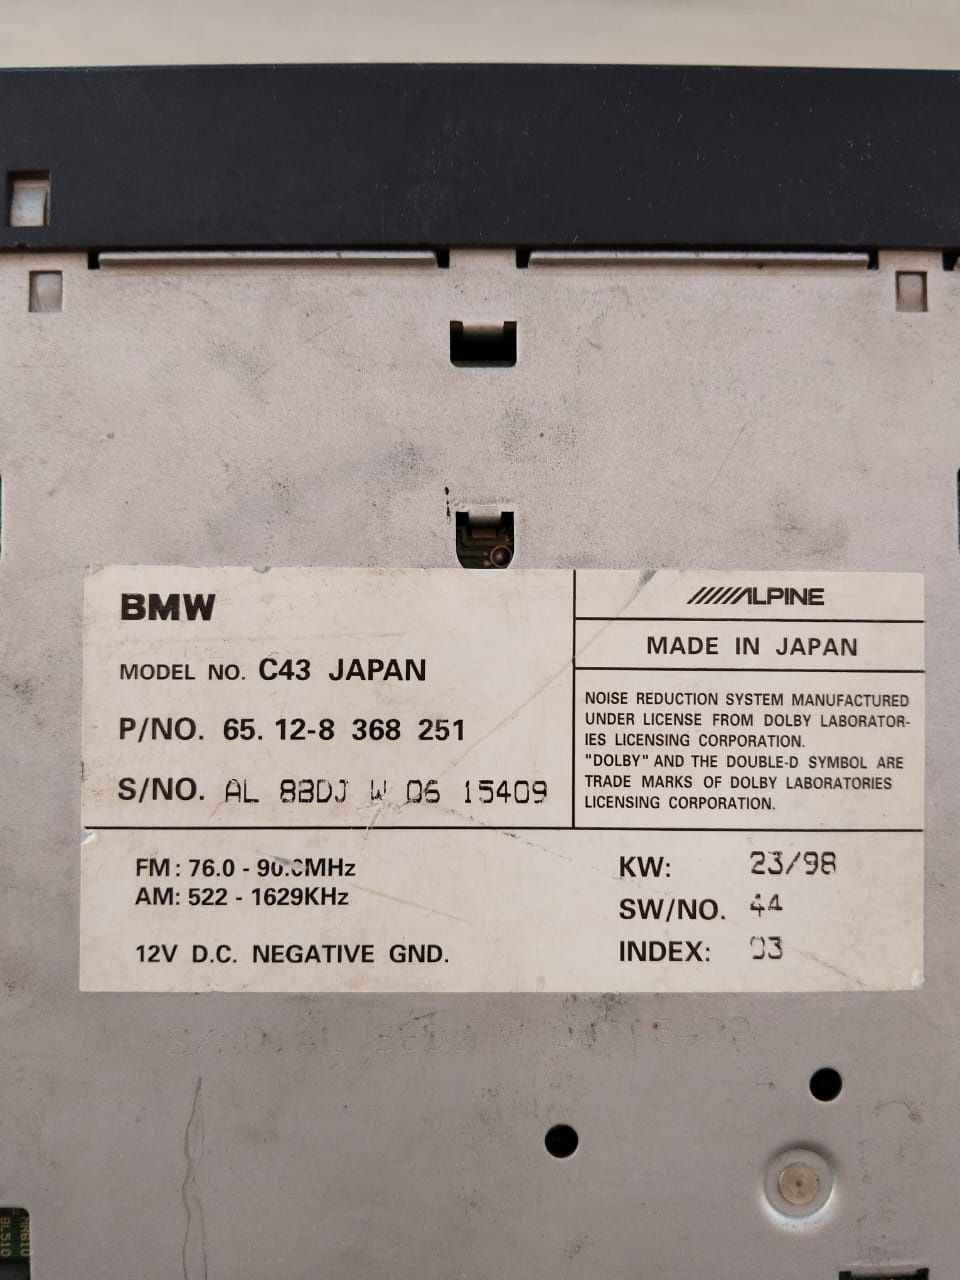 BMW
MODEL NO. C43 JAPAN
P/NO. 65. 12-8 368 251
S/NO. AL 8BDJ W 06 15409
/////ALPINE
MADE IN JAPAN
NOISE REDUCTION SYSTEM MANUFACTURED
UNDER LICENSE FROM DOLBY LABORATOR-
IES LICENSING CORPORATION.
"DOLBY" AND THE DOUBLE-D SYMBOL ARE
TRADE MARKS OF DOLBY LABORATORIES
LICENSING CORPORATION.
FM: 76.0 - 90.0MHz
AM: 522 - 1629KHz
12V D.C. NEGATIVE GND.
KW: 23/98
SW/NO. 44
INDEX: 03